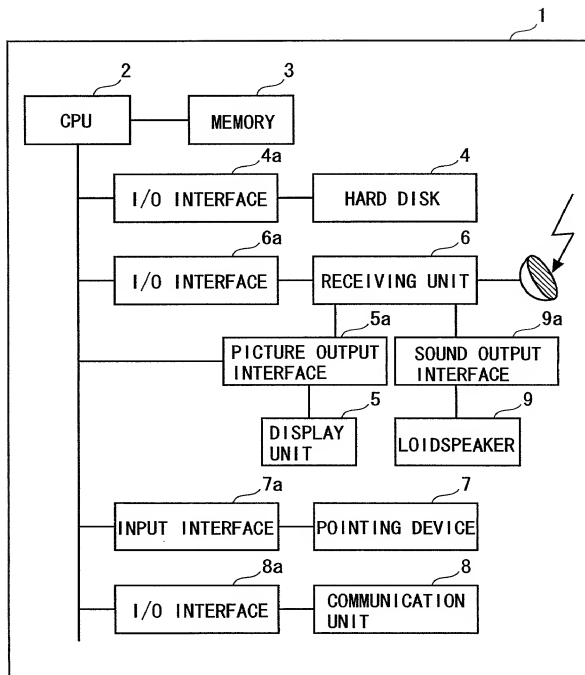 1
2
3
CPU
MEMORY
4a
4
I/O INTERFACE
HARD DISK
6a
6
I/O INTERFACE
RECEIVING UNIT
5a
9a
PICTURE OUTPUT
INTERFACE
SOUND OUTPUT
INTERFACE
5
9
DISPLAY
UNIT
LOIDSPEAKER
7a
7
INPUT INTERFACE
POINTING DEVICE
8a
8
I/O INTERFACE
COMMUNICATION
UNIT